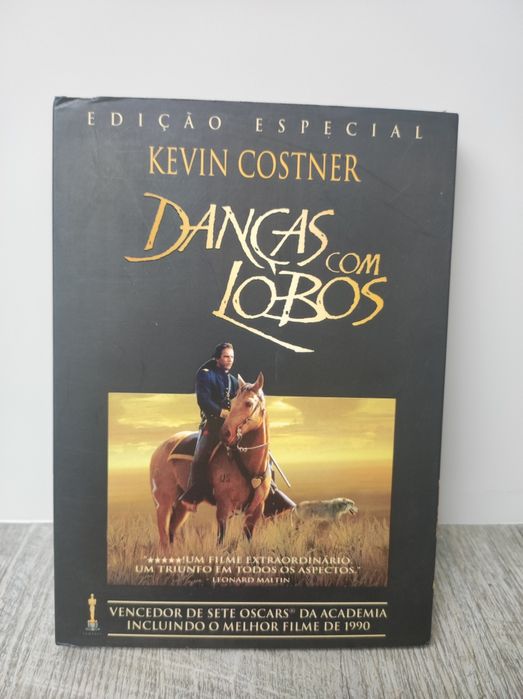 EDIÇÃO ESPECIAL
KEVIN COSTNER
DANÇAS
COM
LOBOS
"★★★★★!UM FILME EXTRAORDINÁRIO.
UM TRIUNFO EM TODOS OS ASPECTOS."
- LEONARD MALTIN
VENCEDOR DE SETE OSCARS® DA ACADEMIA
INCLUINDO O MELHOR FILME DE 1990